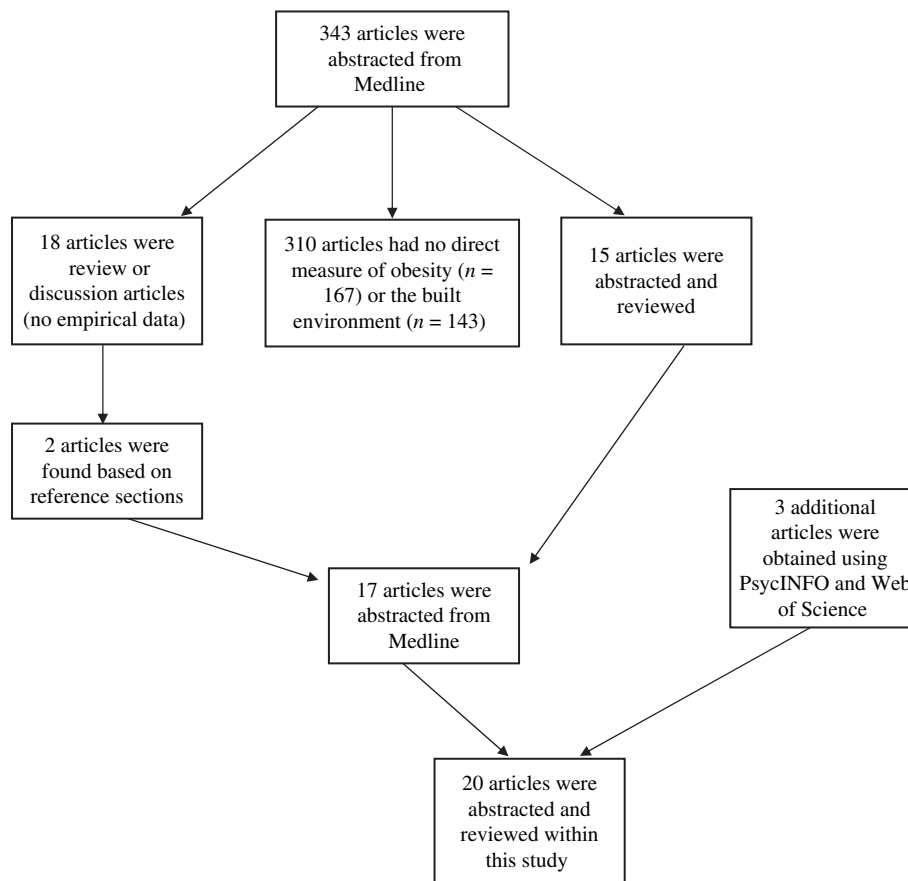 343 articles were
abstracted from
Medline
18 articles were
review or
discussion articles
(no empirical data)
310 articles had no direct
measure of obesity (n =
167) or the built
environment (n = 143)
15 articles were
abstracted and
reviewed
2 articles were
found based on
reference sections
3 additional
articles were
obtained using
PsycINFO and Web
of Science
17 articles were
abstracted from
Medline
20 articles were
abstracted and
reviewed within
this study